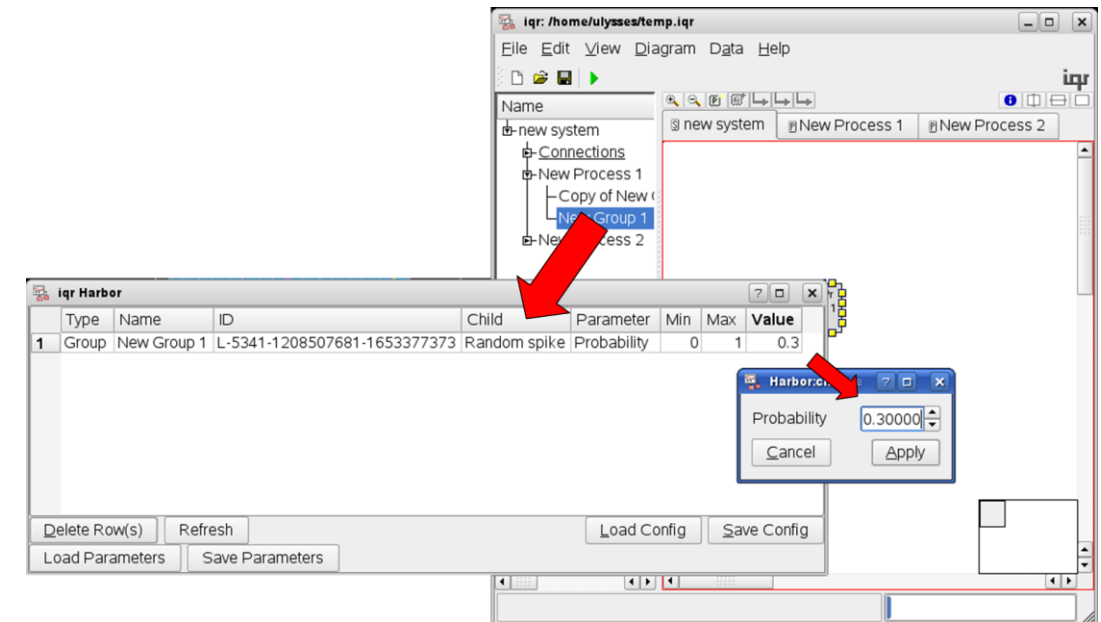 iqr: /home/ulysses/temp.iqr
File Edit View Diagram Data Help
iqr
Name
new system New Process 1 New Process 2
new system
Connections
New Process 1
Copy of New
New Group 1
New Process 2
iqr Harbor
Type Name ID Child Parameter Min Max Value
1 Group New Group 1 L-5341-1208507681-1653377373 Random spike Probability 0 1 0.3
1
Probability 0.30000
Cancel Apply
Delete Row(s) Refresh Load Config Save Config
Load Parameters Save Parameters